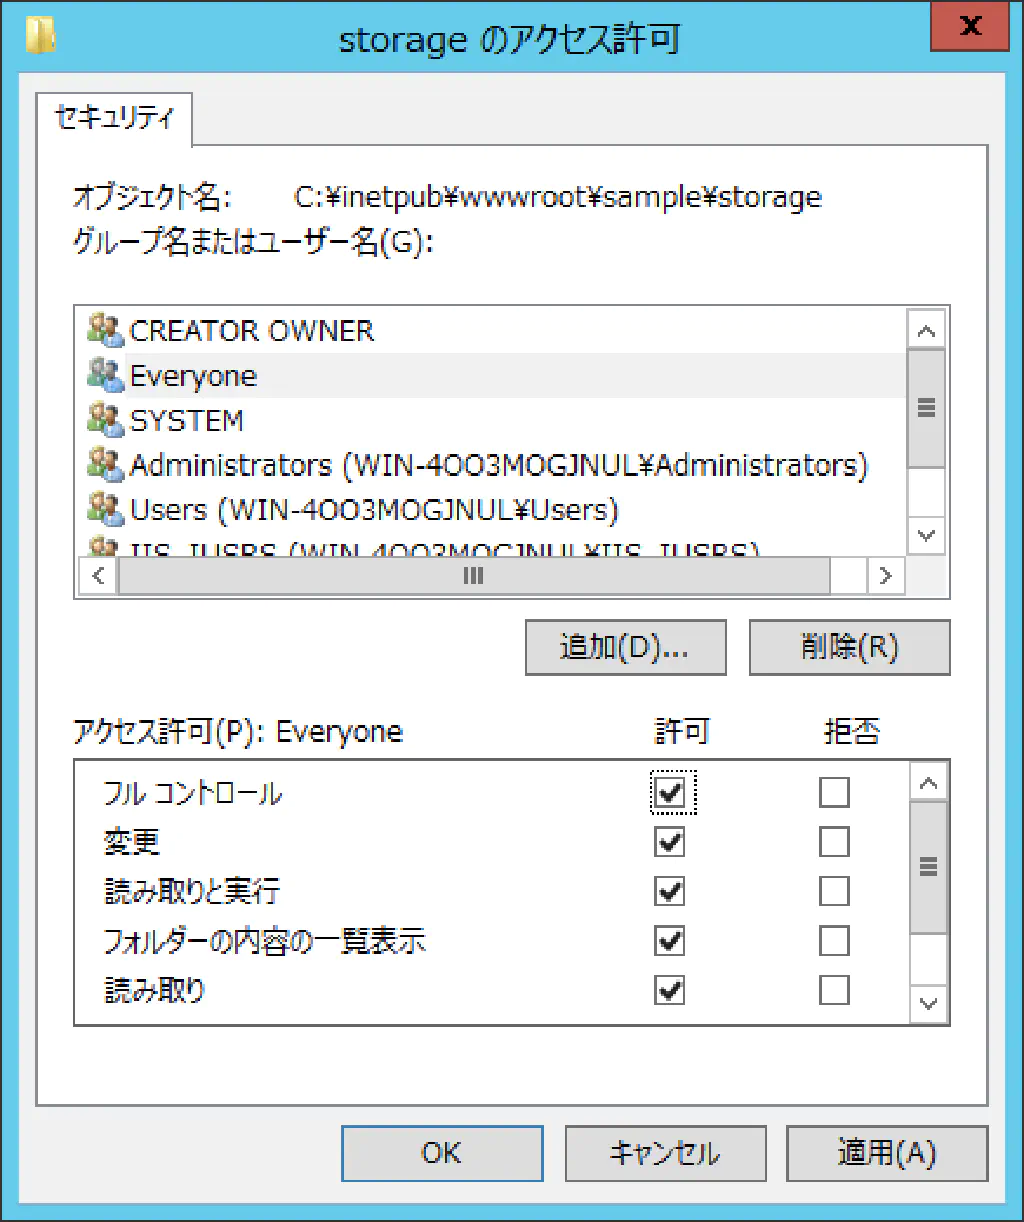 storage のアクセス許可
セキュリティ
オブジェクト名: C:¥inetpub¥wwwroot¥sample¥storage
グループ名またはユーザー名(G):
CREATOR OWNER
Everyone
SYSTEM
Administrators (WIN-4OO3MOGJNUL¥Administrators)
Users (WIN-4OO3MOGJNUL¥Users)
IIS_IUSRS (WIN-4OO3MOGJNUL¥IIS_IUSRS)
追加(D)... 削除(R)
アクセス許可(P): Everyone 許可 拒否
フル コントロール
変更
読み取りと実行
フォルダーの内容の一覧表示
読み取り
OK キャンセル 適用(A)